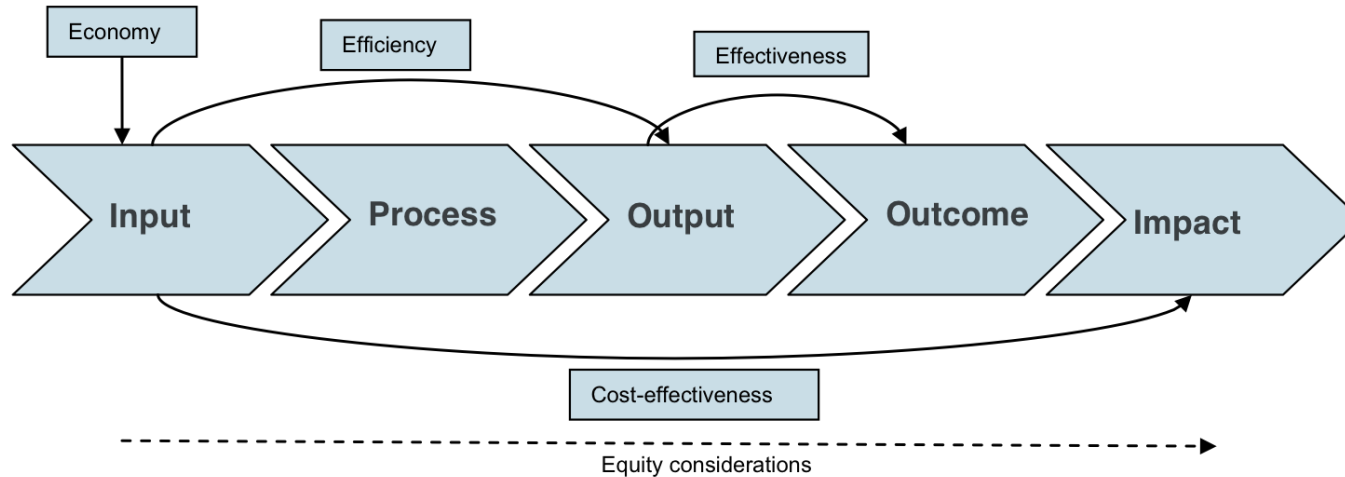 Economy
Efficiency
Effectiveness
Input
Process
Output
Outcome
Impact
Cost-effectiveness
Equity considerations